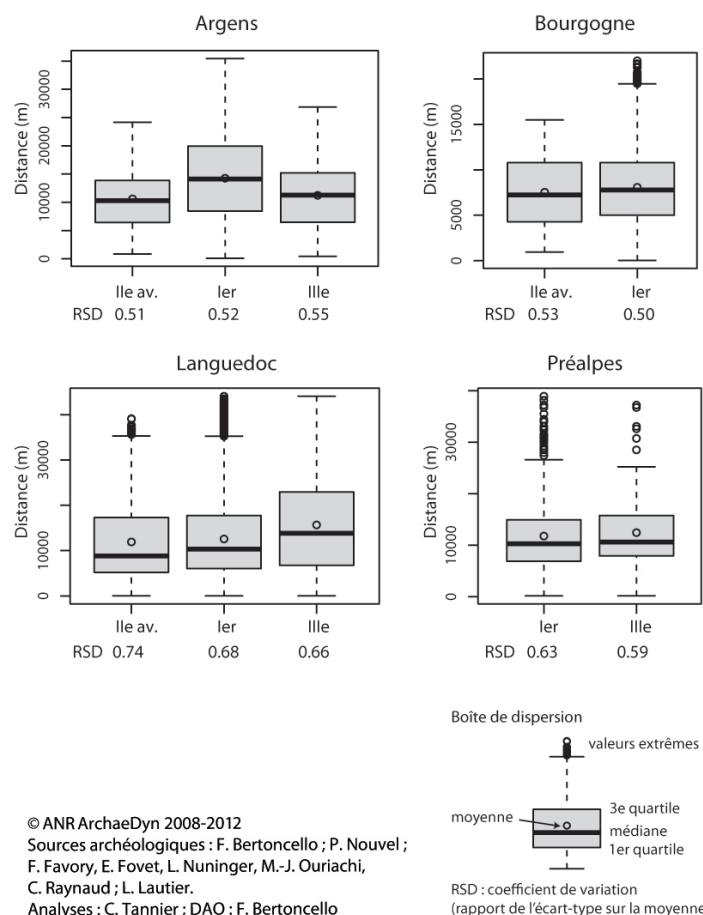 Argens
Distance (m)
30000
20000
10000
0
IIe av. Ier IIIe
RSD 0.51 0.52 0.55
Bourgogne
Distance (m)
15000
5000
0
IIe av. Ier
RSD 0.53 0.50
Languedoc
Distance (m)
30000
10000
0
IIe av. Ier IIIe
RSD 0.74 0.68 0.66
Préalpes
Distance (m)
30000
10000
0
Ier IIIe
RSD 0.63 0.59
Boîte de dispersion
valeurs extrêmes
moyenne
3e quartile
médiane
1er quartile
RSD : coefficient de variation
(rapport de l'écart-type sur la moyenne
© ANR ArchaeDyn 2008-2012
Sources archéologiques : F. Bertoncello ; P. Nouvel ;
F. Favory, E. Fovet, L. Nuninger, M.-J. Ouriachi,
C. Raynaud ; L. Lautier.
Analyses : C. Tannier ; DAO : F. Bertoncello